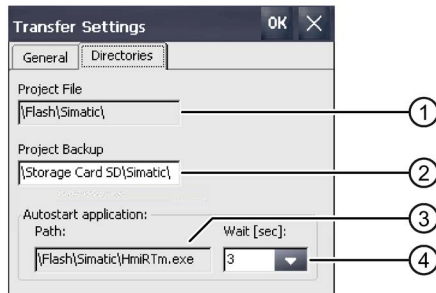 Transfer Settings OK ×
General Directories
Project File
\Flash\Simatic\
1
Project Backup
\Storage Card SD\Simatic\
2
Autostart application:
3
Path: Wait [sec]:
\Flash\Simatic\HmiRTm.exe 3
4